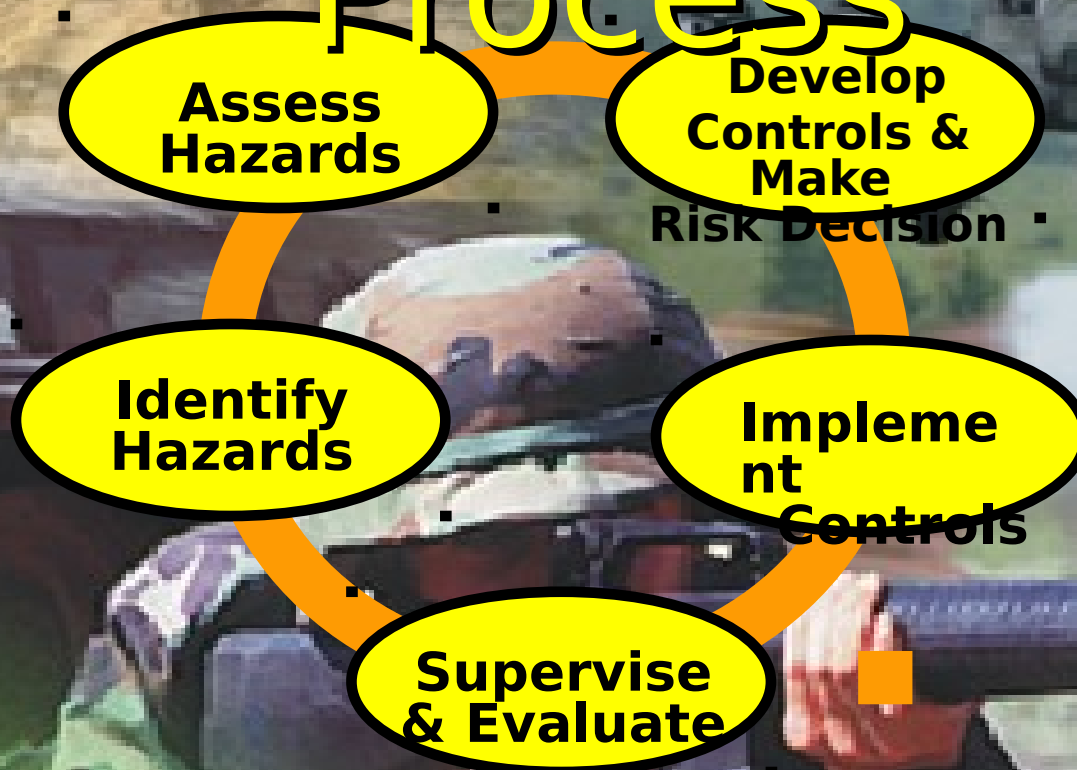 Process
Assess
Hazards
Develop
Controls &
Make
Risk Decision
Identify
Hazards
Impleme
nt
Controls
Supervise
& Evaluate